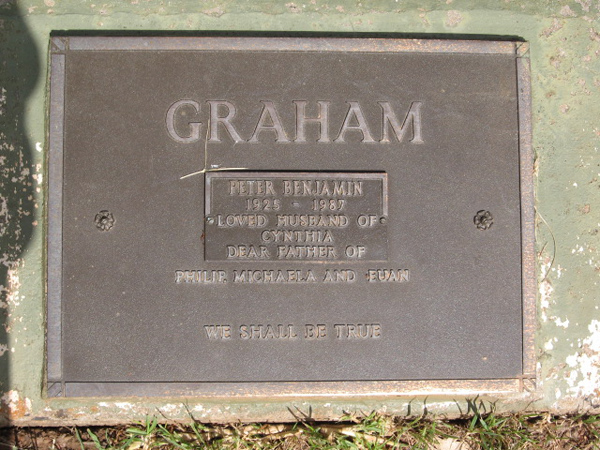 GRAHAM
PETER BENJAMIN
1925 - 1987
LOVED HUSBAND OF
CYNTHIA
DEAR FATHER OF
PHILIP, MICHAELA AND EUAN
WE SHALL BE TRUE